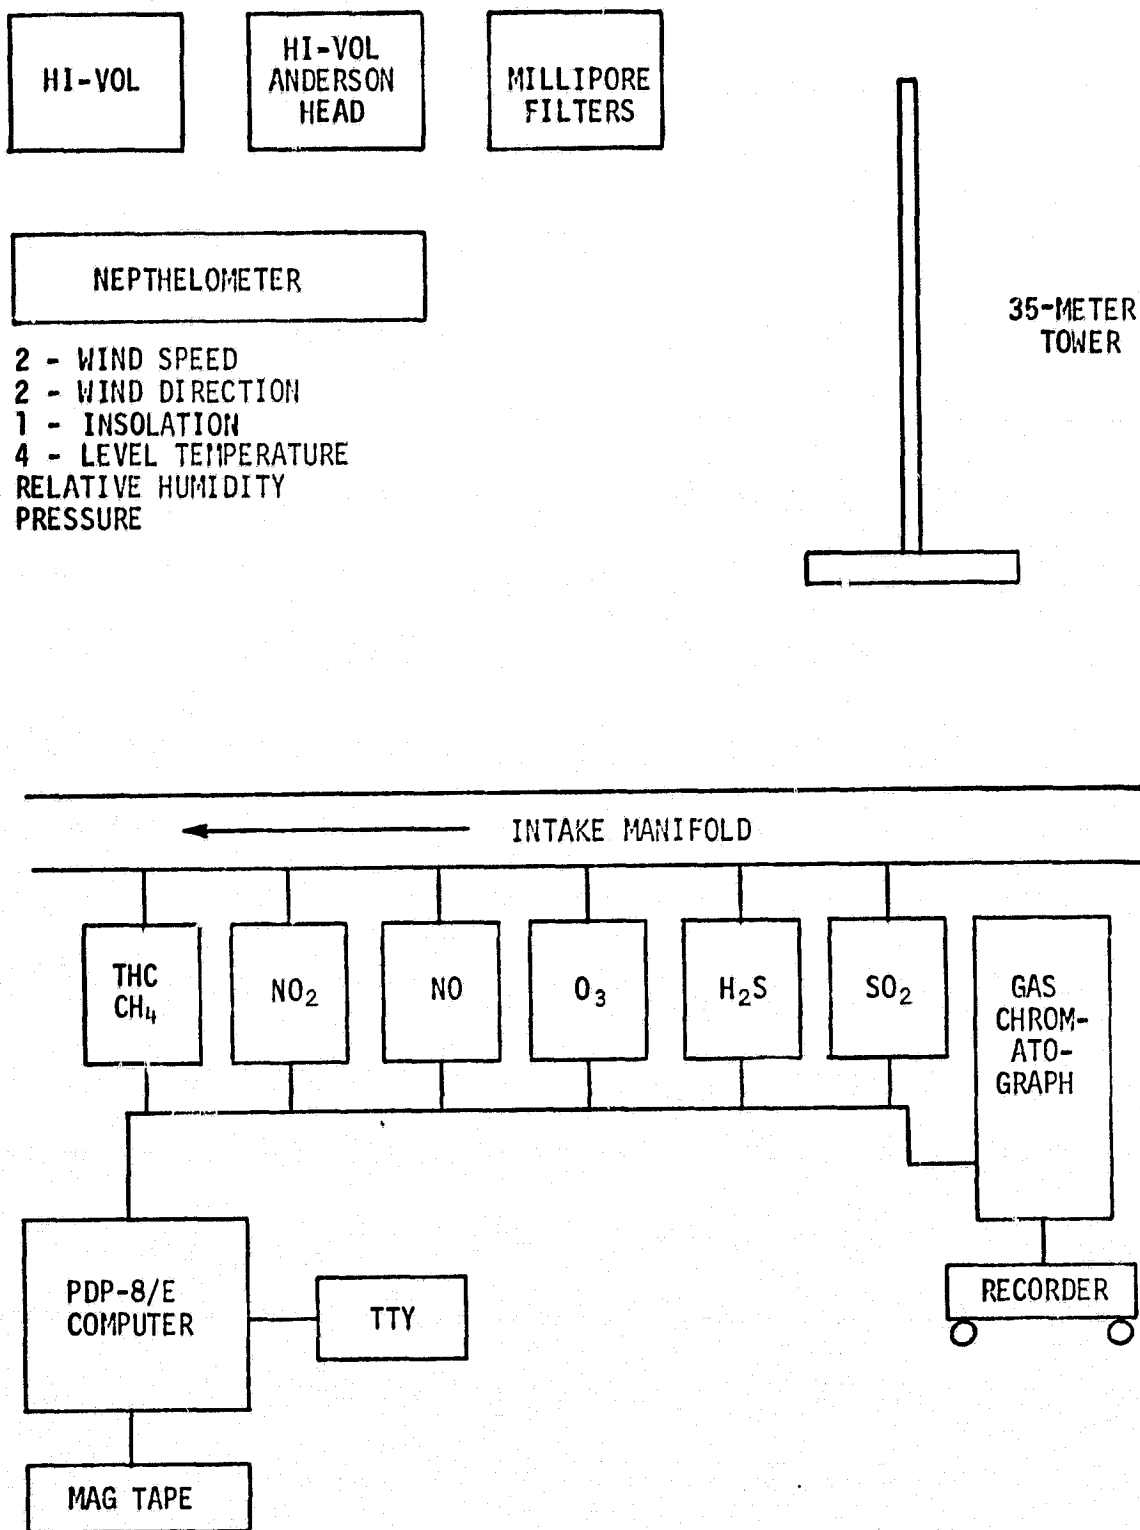 HI-VOL
HI-VOL
ANDERSON
HEAD
MILLIPORE
FILTERS
NEPTHELOMETER
35-METER
TOWER
2 - WIND SPEED
2 - WIND DIRECTION
1 - INSOLATION
4 - LEVEL TEMPERATURE
RELATIVE HUMIDITY
PRESSURE
INTAKE MANIFOLD
THC
CH₄
NO₂
NO
O₃
H₂S
SO₂
GAS
CHROM-
ATO-
GRAPH
PDP-8/E
COMPUTER
TTY
RECORDER
MAG TAPE